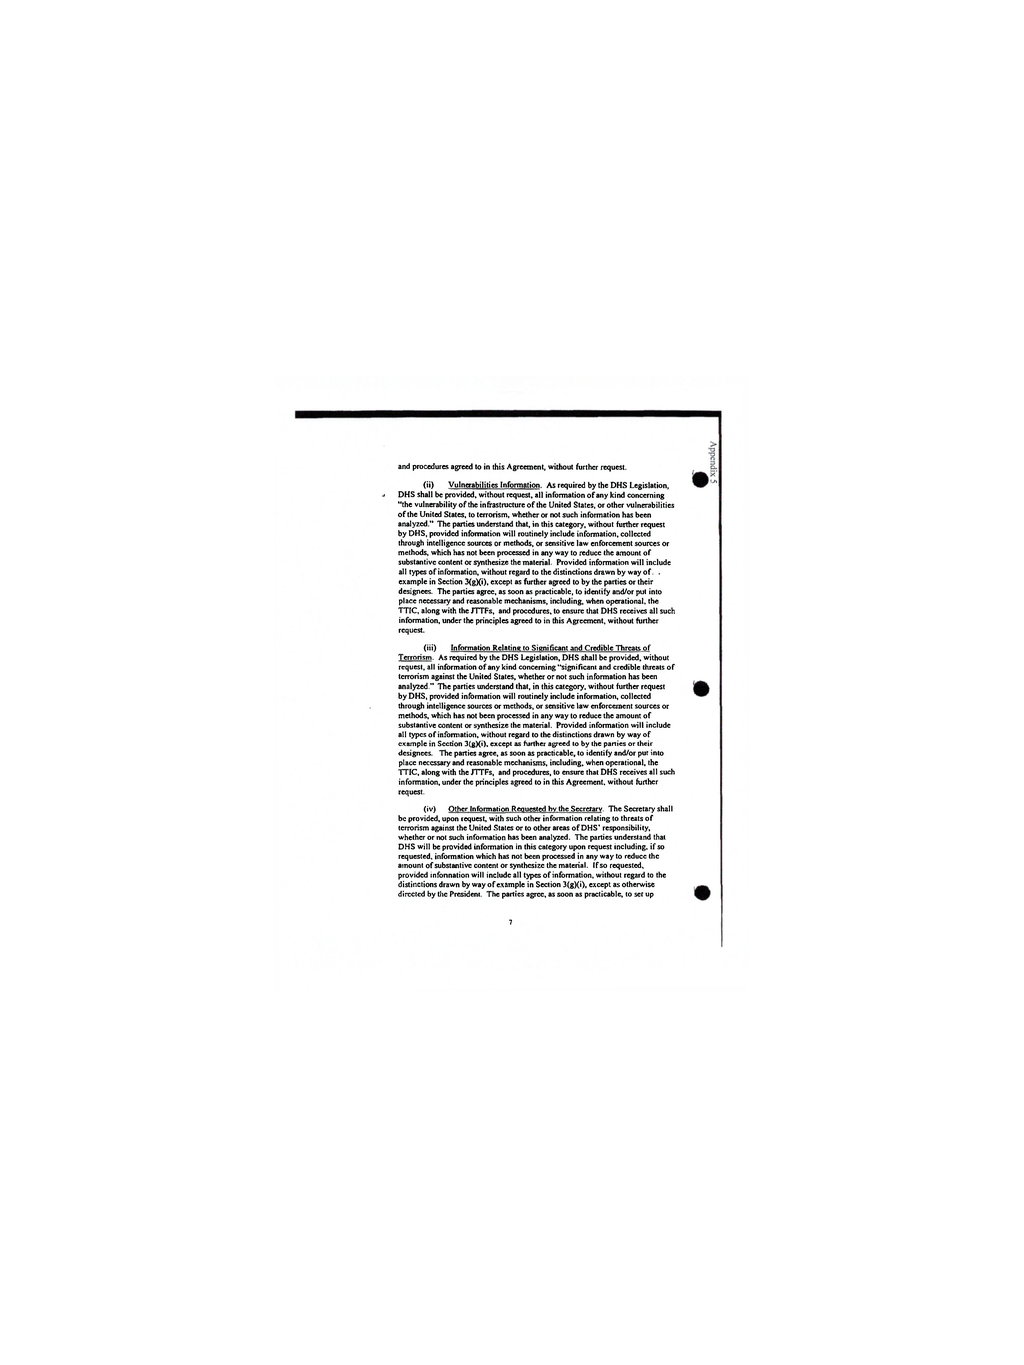 Appendix 5
and procedures agreed to in this Agreement, without further request.
(ii) Vulnerabilities Information. As required by the DHS Legislation,
DHS shall be provided, without request, all information of any kind concerning
"the vulnerability of the infrastructure of the United States, or other vulnerabilities
of the United States, to terrorism, whether or not such information has been
analyzed." The parties understand that, in this category, without further request
by DHS, provided information will routinely include information, collected
through intelligence sources or methods, or sensitive law enforcement sources or
methods, which has not been processed in any way to reduce the amount of
substantive content or synthesize the material. Provided information will include
all types of information, without regard to the distinctions drawn by way of
example in Section 3(g)(i), except as further agreed to by the parties or their
designees. The parties agree, as soon as practicable, to identify and/or put into
place necessary and reasonable mechanisms, including, when operational, the
TTIC, along with the JTTFs, and procedures, to ensure that DHS receives all such
information, under the principles agreed to in this Agreement, without further
request.
(iii) Information Relating to Significant and Credible Threats of
Terrorism. As required by the DHS Legislation, DHS shall be provided, without
request, all information of any kind concerning "significant and credible threats of
terrorism against the United States, whether or not such information has been
analyzed." The parties understand that, in this category, without further request
by DHS, provided information will routinely include information, collected
through intelligence sources or methods, or sensitive law enforcement sources or
methods, which has not been processed in any way to reduce the amount of
substantive content or synthesize the material. Provided information will include
all types of information, without regard to the distinctions drawn by way of
example in Section 3(g)(i), except as further agreed to by the parties or their
designees. The parties agree, as soon as practicable, to identify and/or put into
place necessary and reasonable mechanisms, including, when operational, the
TTIC, along with the JTTFs, and procedures, to ensure that DHS receives all such
information, under the principles agreed to in this Agreement, without further
request.
(iv) Other Information Requested by the Secretary. The Secretary shall
be provided, upon request, with such other information relating to threats of
terrorism against the United States or to other areas of DHS' responsibility,
whether or not such information has been analyzed. The parties understand that
DHS will be provided information in this category upon request including, if so
requested, information which has not been processed in any way to reduce the
amount of substantive content or synthesize the material. If so requested,
provided information will include all types of information, without regard to the
distinctions drawn by way of example in Section 3(g)(i), except as otherwise
directed by the President. The parties agree, as soon as practicable, to set up
7